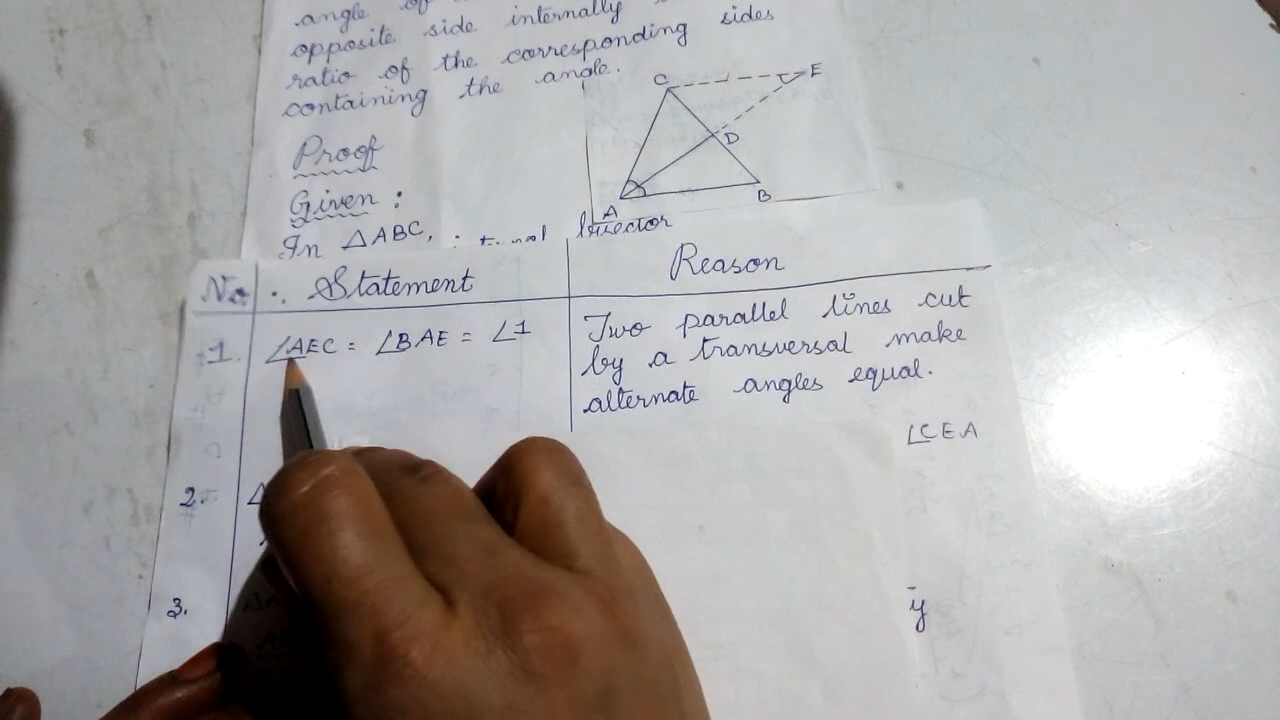 angle of
opposite side internally
ratio of the corresponding sides
containing the angle.
Proof
Given :
In △ABC, bisector
C E
D
A B
No. Statement Reason
1. ∠AEC = ∠BAE = ∠1
Two parallel lines cut
by a transversal make
alternate angles equal.
∠CEA
2.
3.
y